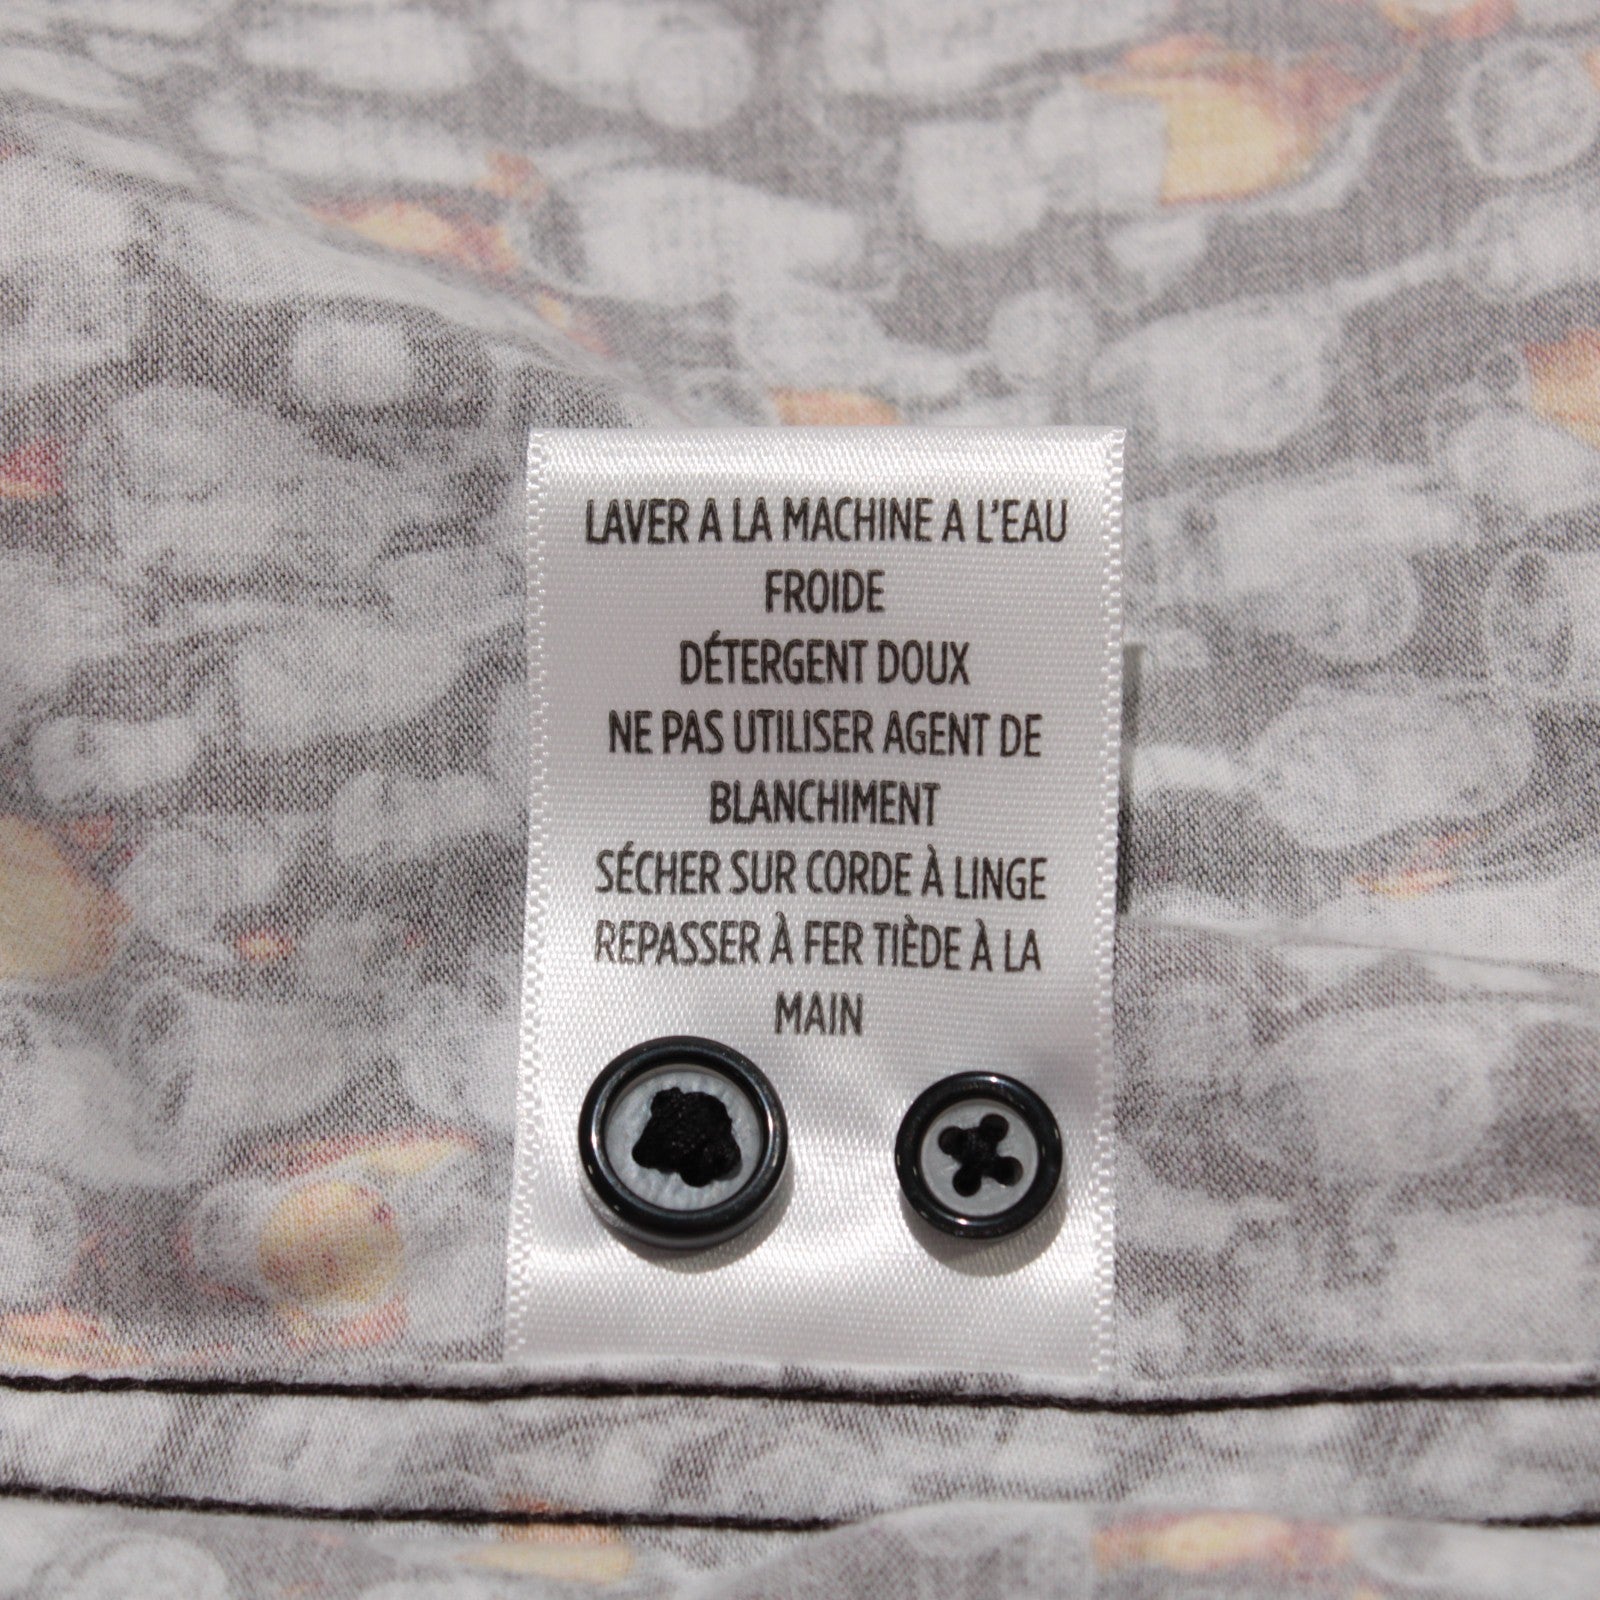 LAVER A LA MACHINE A L'EAU
FROIDE
DÉTERGENT DOUX
NE PAS UTILISER AGENT DE
BLANCHIMENT
SÉCHER SUR CORDE À LINGE
REPASSER À FER TIÈDE À LA
MAIN